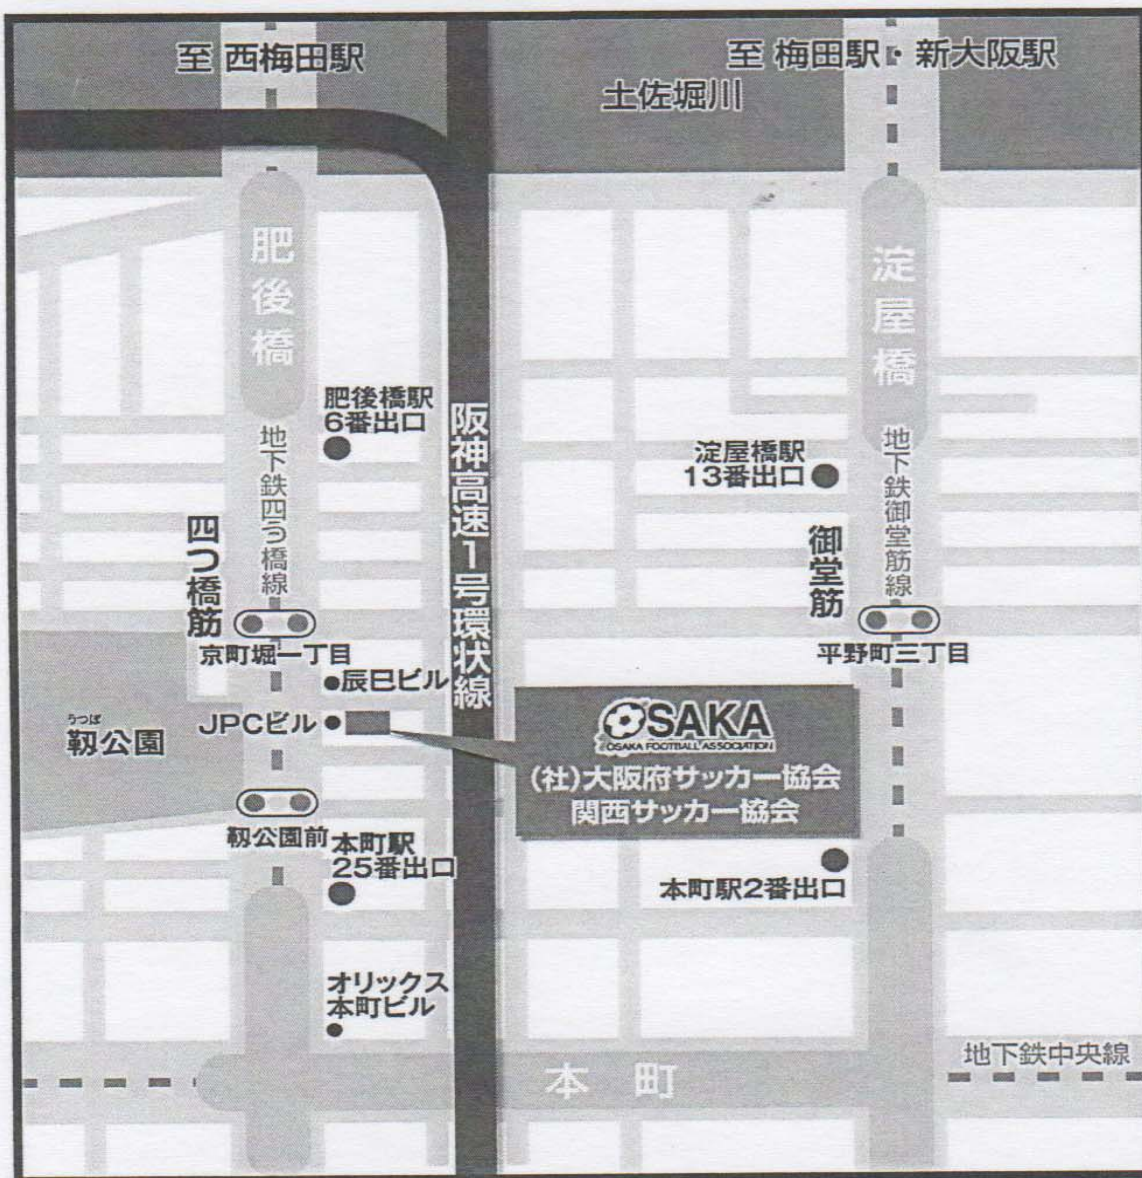 至 西梅田駅
至 梅田駅・新大阪駅
土佐堀川
肥後橋
淀屋橋
肥後橋駅
6番出口
阪神高速1号環状線
淀屋橋駅
13番出口
地下鉄四つ橋線
地下鉄御堂筋線
四つ橋筋
御堂筋
京町堀一丁目
平野町三丁目
辰巳ビル
JPCビル
うつぼ
靭公園
OSAKA
OSAKA FOOTBALL ASSOCIATION
(社)大阪府サッカー協会
関西サッカー協会
靭公園前
本町駅
25番出口
本町駅2番出口
オリックス
本町ビル
地下鉄中央線
本町